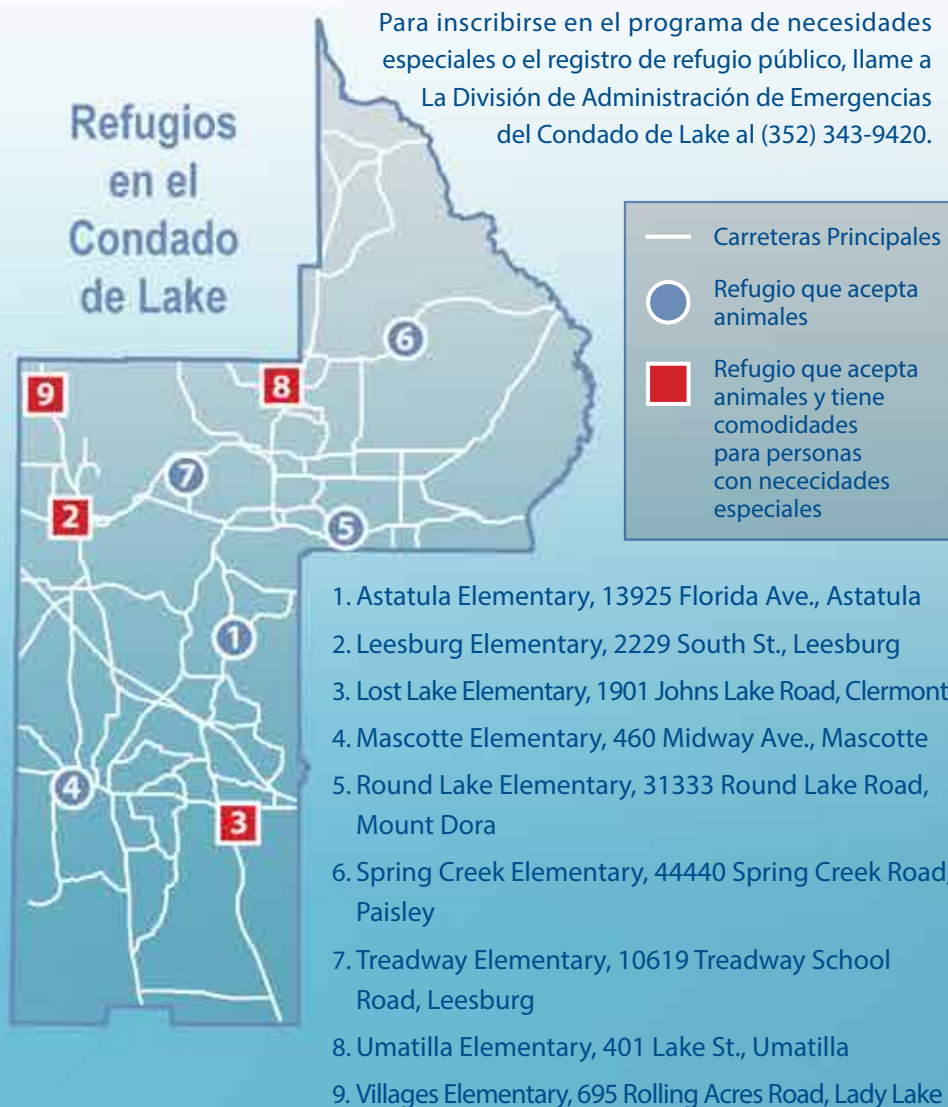 Para inscribirse en el programa de necesidades
especiales o el registro de refugio público, llame a
La División de Administración de Emergencias
del Condado de Lake al (352) 343-9420.
Refugios
en el
Condado
de Lake
Carreteras Principales
Refugio que acepta
animales
Refugio que acepta
animales y tiene
comodidades
para personas
con nececidades
especiales
6
8
9
7
2
5
1
4
3
1. Astatula Elementary, 13925 Florida Ave., Astatula
2. Leesburg Elementary, 2229 South St., Leesburg
3. Lost Lake Elementary, 1901 Johns Lake Road, Clermont
4. Mascotte Elementary, 460 Midway Ave., Mascotte
5. Round Lake Elementary, 31333 Round Lake Road,
Mount Dora
6. Spring Creek Elementary, 44440 Spring Creek Road,
Paisley
7. Treadway Elementary, 10619 Treadway School
Road, Leesburg
8. Umatilla Elementary, 401 Lake St., Umatilla
9. Villages Elementary, 695 Rolling Acres Road, Lady Lake